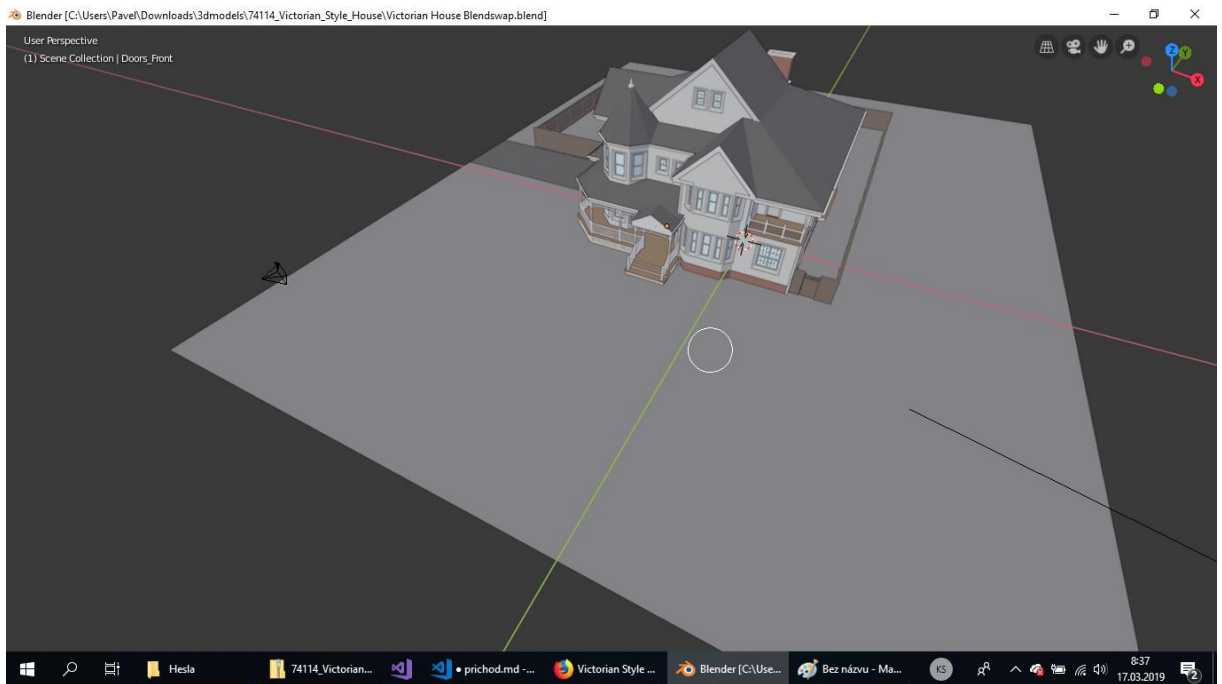 Blender [C:\Users\Pavel\Downloads\3dmodels\74114_Victorian_Style_House\Victorian House Blendswap.blend]
User Perspective
(1) Scene Collection | Doors_Front
Z
Y
X
Hesla
74114_Victorian...
● prichod.md -...
Victorian Style ...
Blender [C:\Use...
Bez názvu - Ma...
KS
8:37
17.03.2019
2